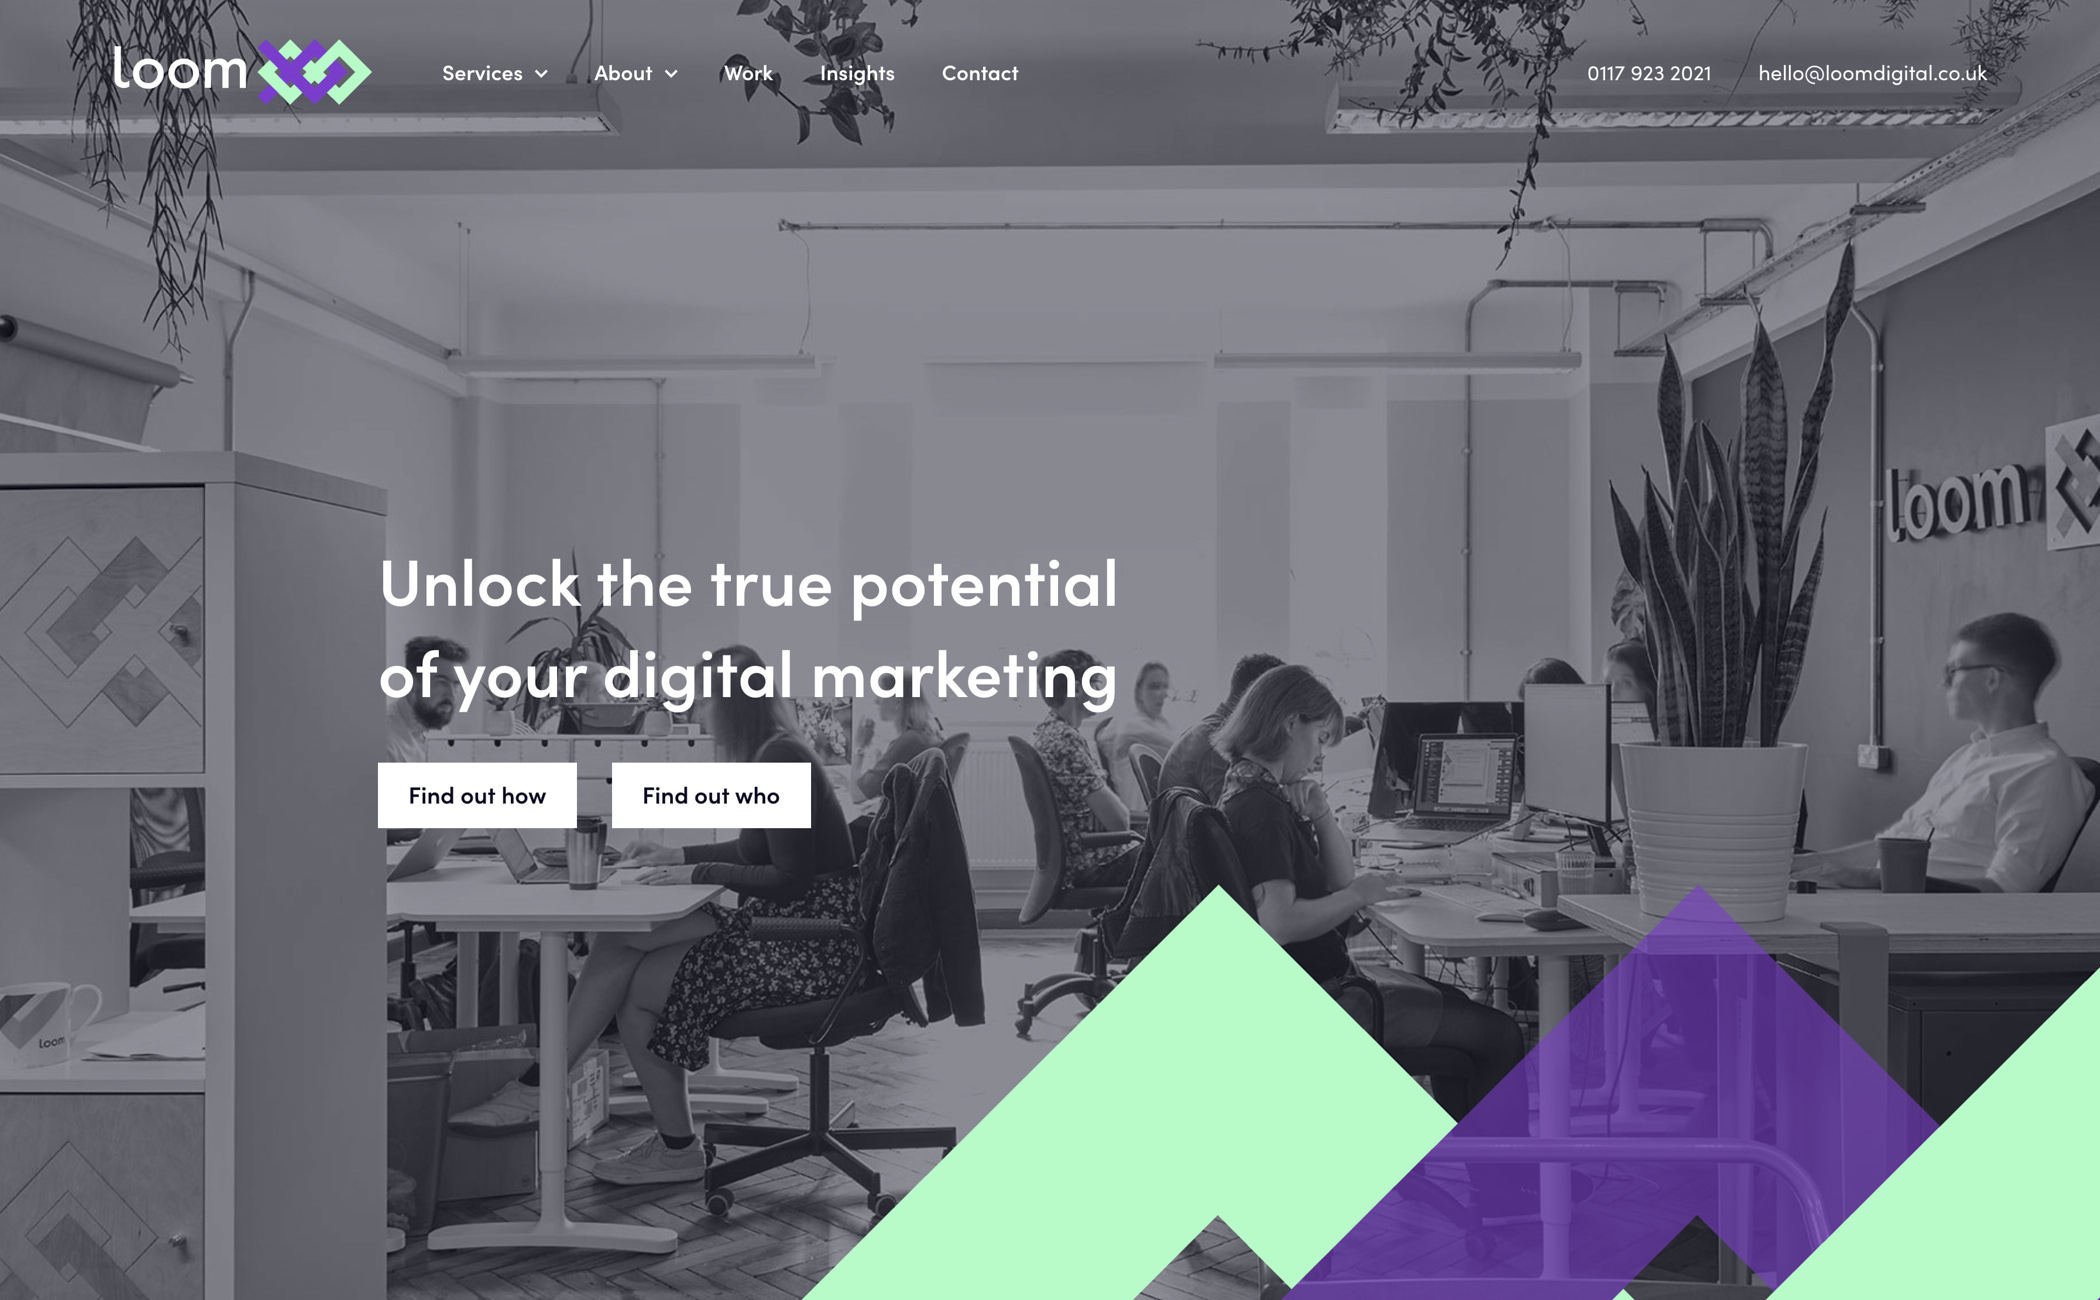 loom
Services
About
Work
Insights
Contact
0117 923 2021
hello@loomdigital.co.uk
loom
Unlock the true potential
of your digital marketing
Find out how
Find out who
Loom